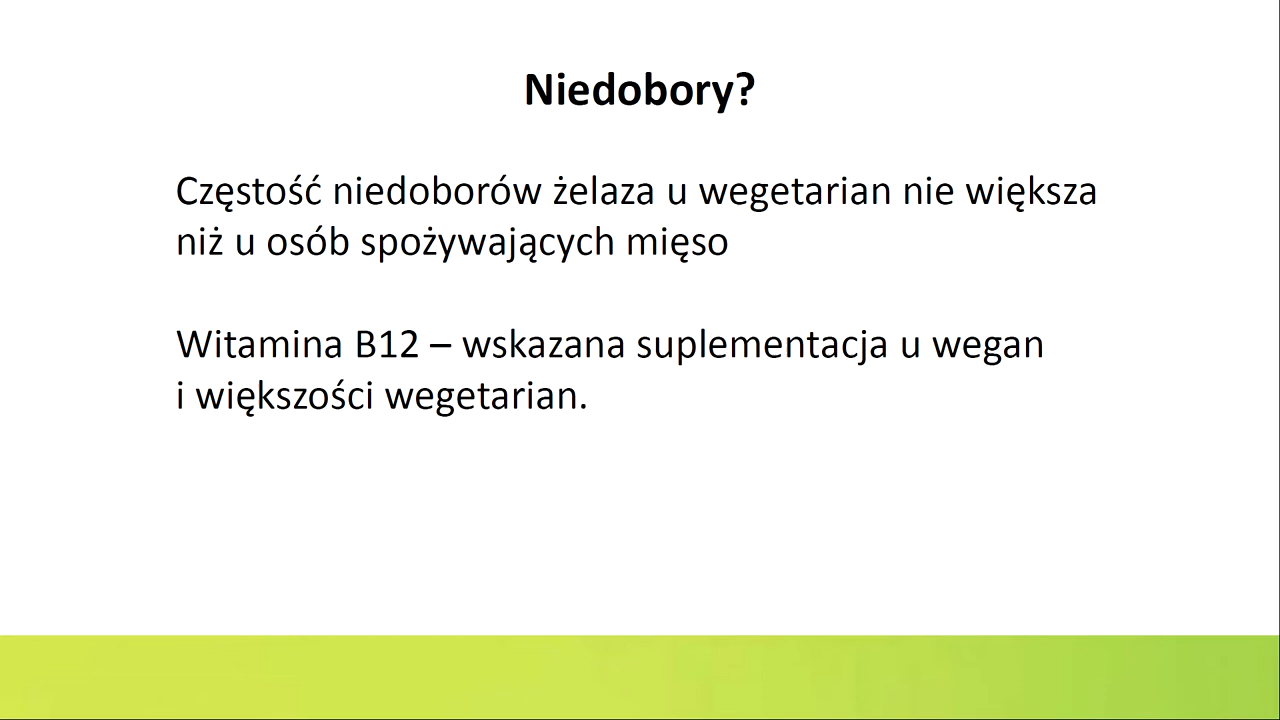 Niedobory?
Częstość niedoborów żelaza u wegetarian nie większa
niż u osób spożywających mięso
Witamina B12 – wskazana suplementacja u wegan
i większości wegetarian.